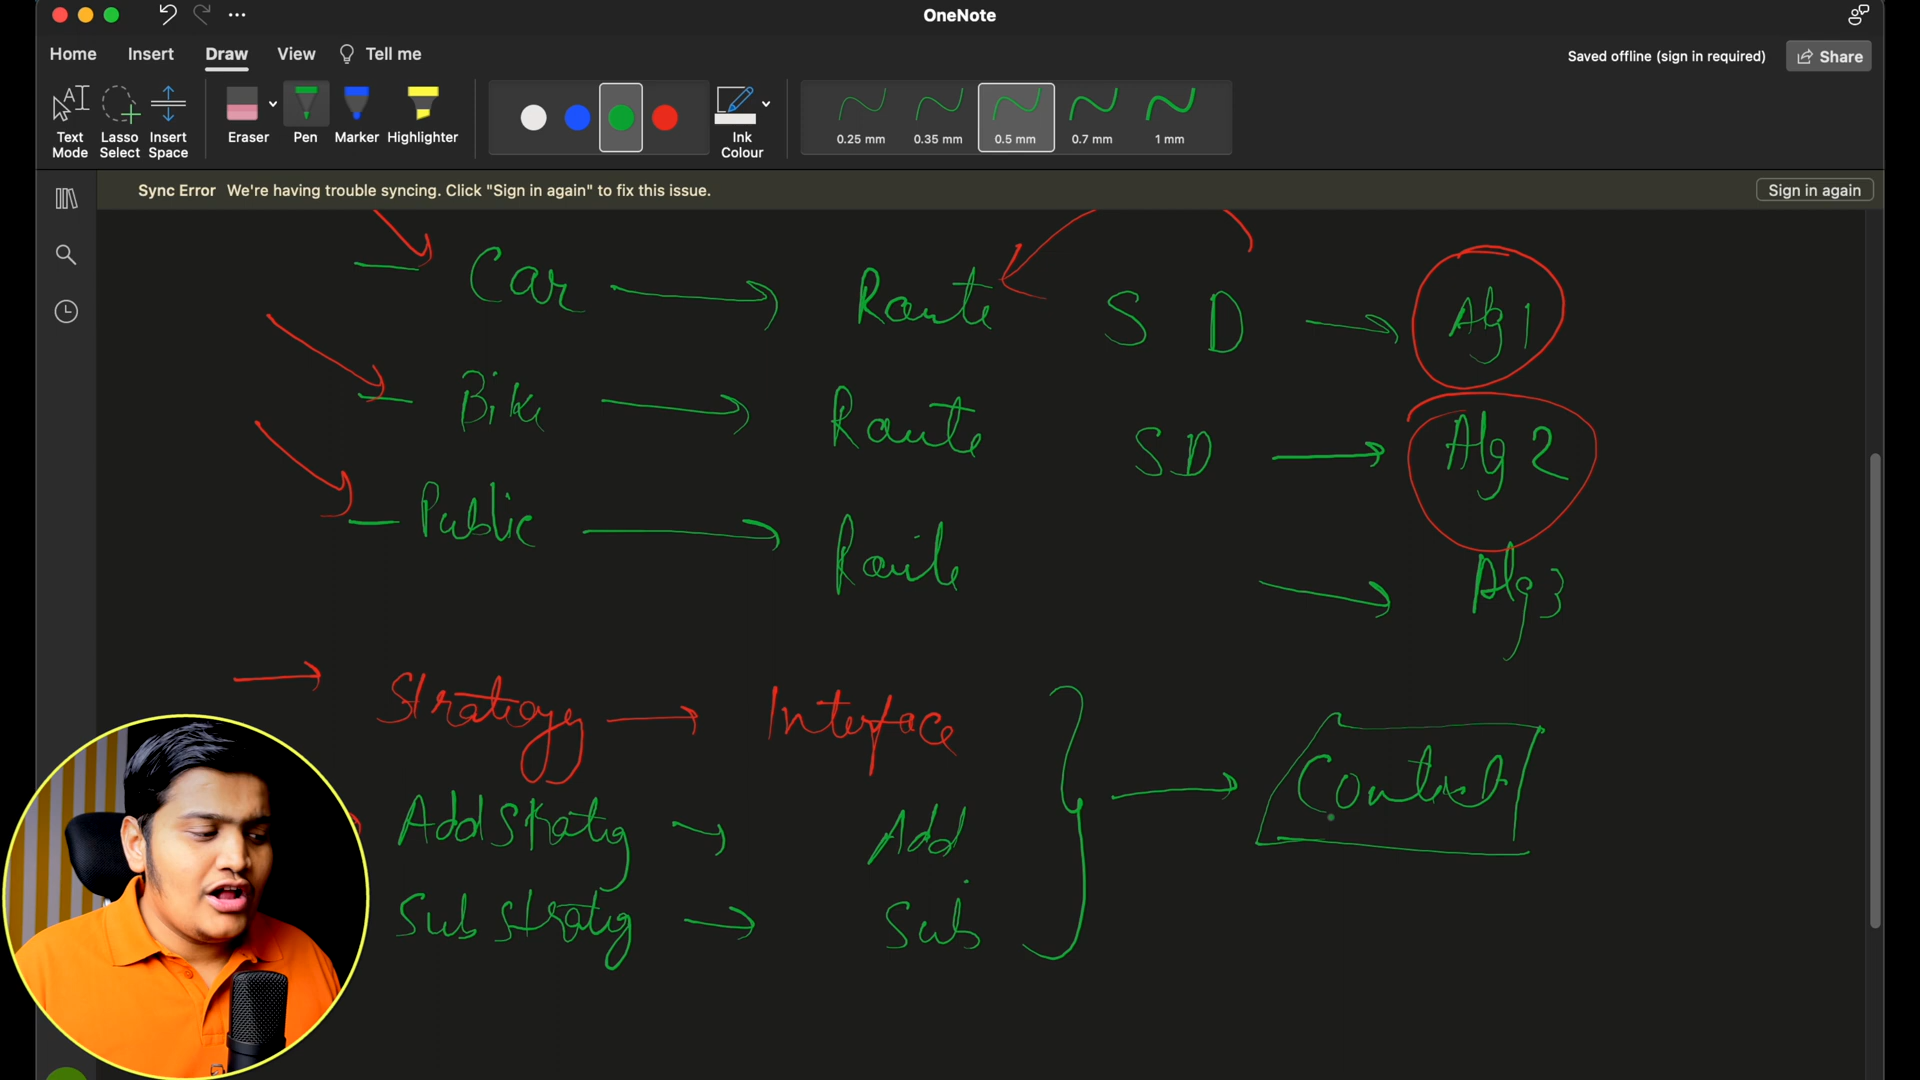 OneNote
Home Insert Draw View Tell me
Saved offline (sign in required) Share
Text Mode
Lasso Select
Insert Space
Eraser
Pen
Marker
Highlighter
Ink Colour
0.25 mm
0.35 mm
0.5 mm
0.7 mm
1 mm
Sync Error We're having trouble syncing. Click "Sign in again" to fix this issue. Sign in again
Car Route S D Alg 1
Bike Route SD Alg 2
Public Route Alg 3
Strategy Interface
Context
Add Strateg Add
Sub Strateg Sub